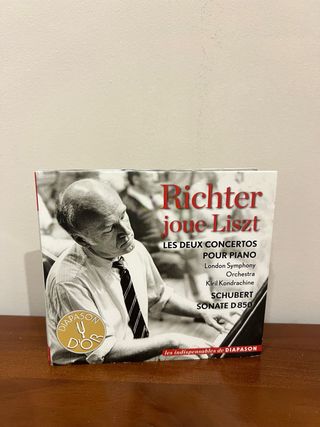 Richter
joue Liszt
LES DEUX CONCERTOS
POUR PIANO
London Symphony
Orchestra
Kiril Kondrachine
SCHUBERT
SONATE D 850
DIAPASON
D'OR
les indispensables de DIAPASON